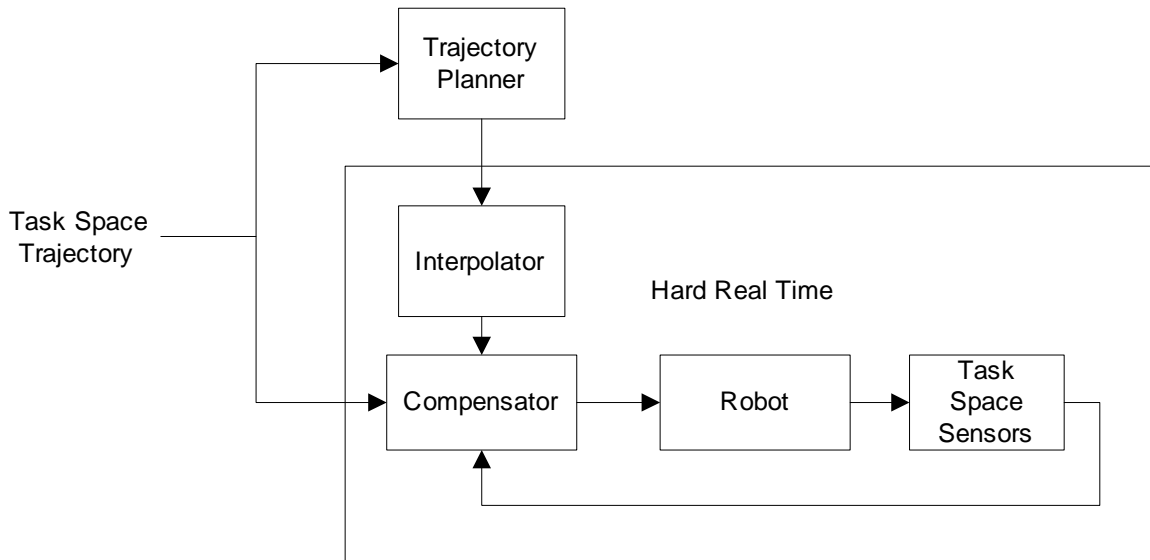 Trajectory
Planner
Task Space
Trajectory
Interpolator
Hard Real Time
Compensator
Robot
Task
Space
Sensors